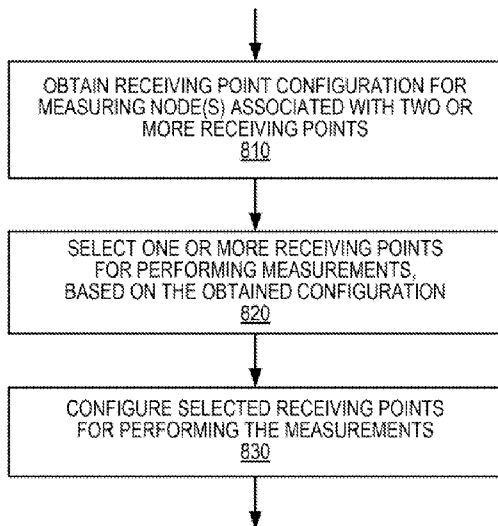 OBTAIN RECEIVING POINT CONFIGURATION FOR
MEASURING NODE(S) ASSOCIATED WITH TWO OR
MORE RECEIVING POINTS
810
SELECT ONE OR MORE RECEIVING POINTS
FOR PERFORMING MEASUREMENTS,
BASED ON THE OBTAINED CONFIGURATION
820
CONFIGURE SELECTED RECEIVING POINTS
FOR PERFORMING THE MEASUREMENTS
830